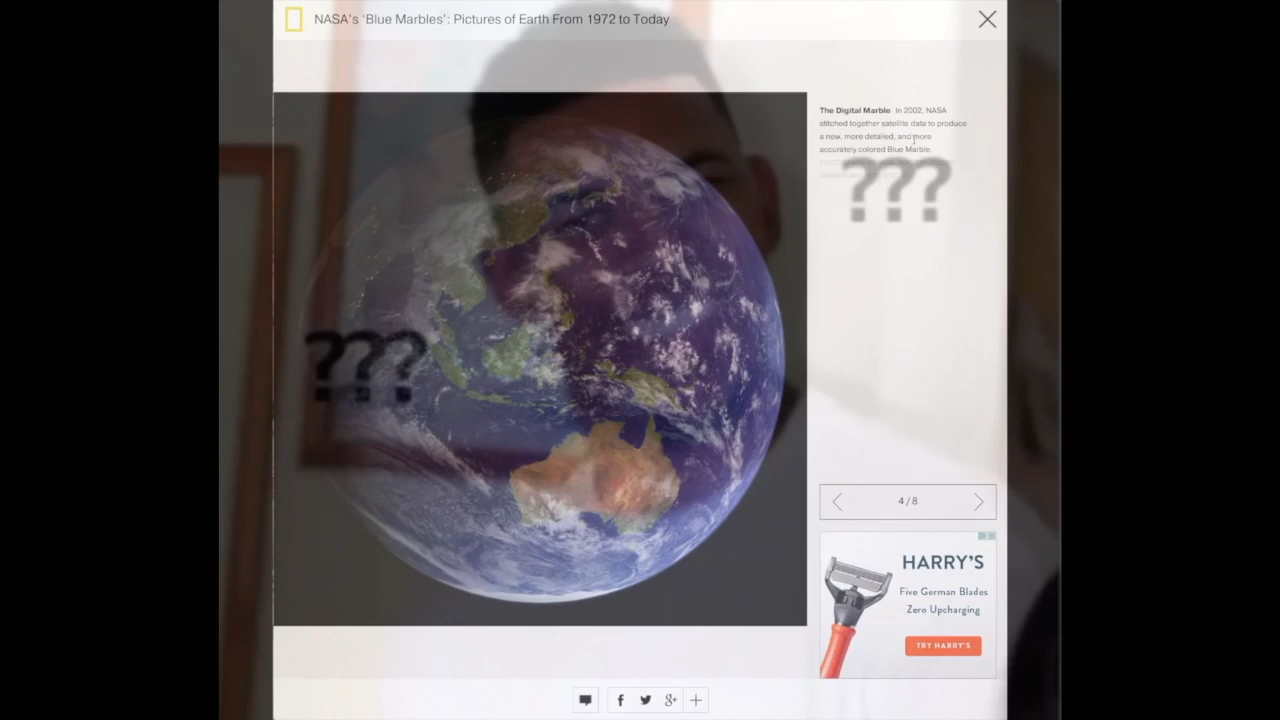 NASA's 'Blue Marbles': Pictures of Earth From 1972 to Today
The Digital Marble In 2002, NASA
stitched together satellite data to produce
a new, more detailed, and more
accurately colored Blue Marble.
???
???
4/8
HARRY'S
Five German Blades
Zero Upcharging
TRY HARRY'S